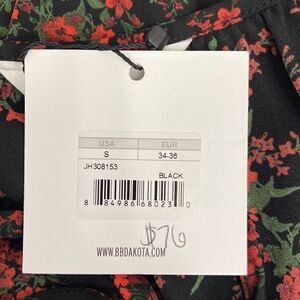 USA EUR
S 34-36
JH308153
BLACK
8 84986 68023 0
$76
WWW.BBDAKOTA.COM